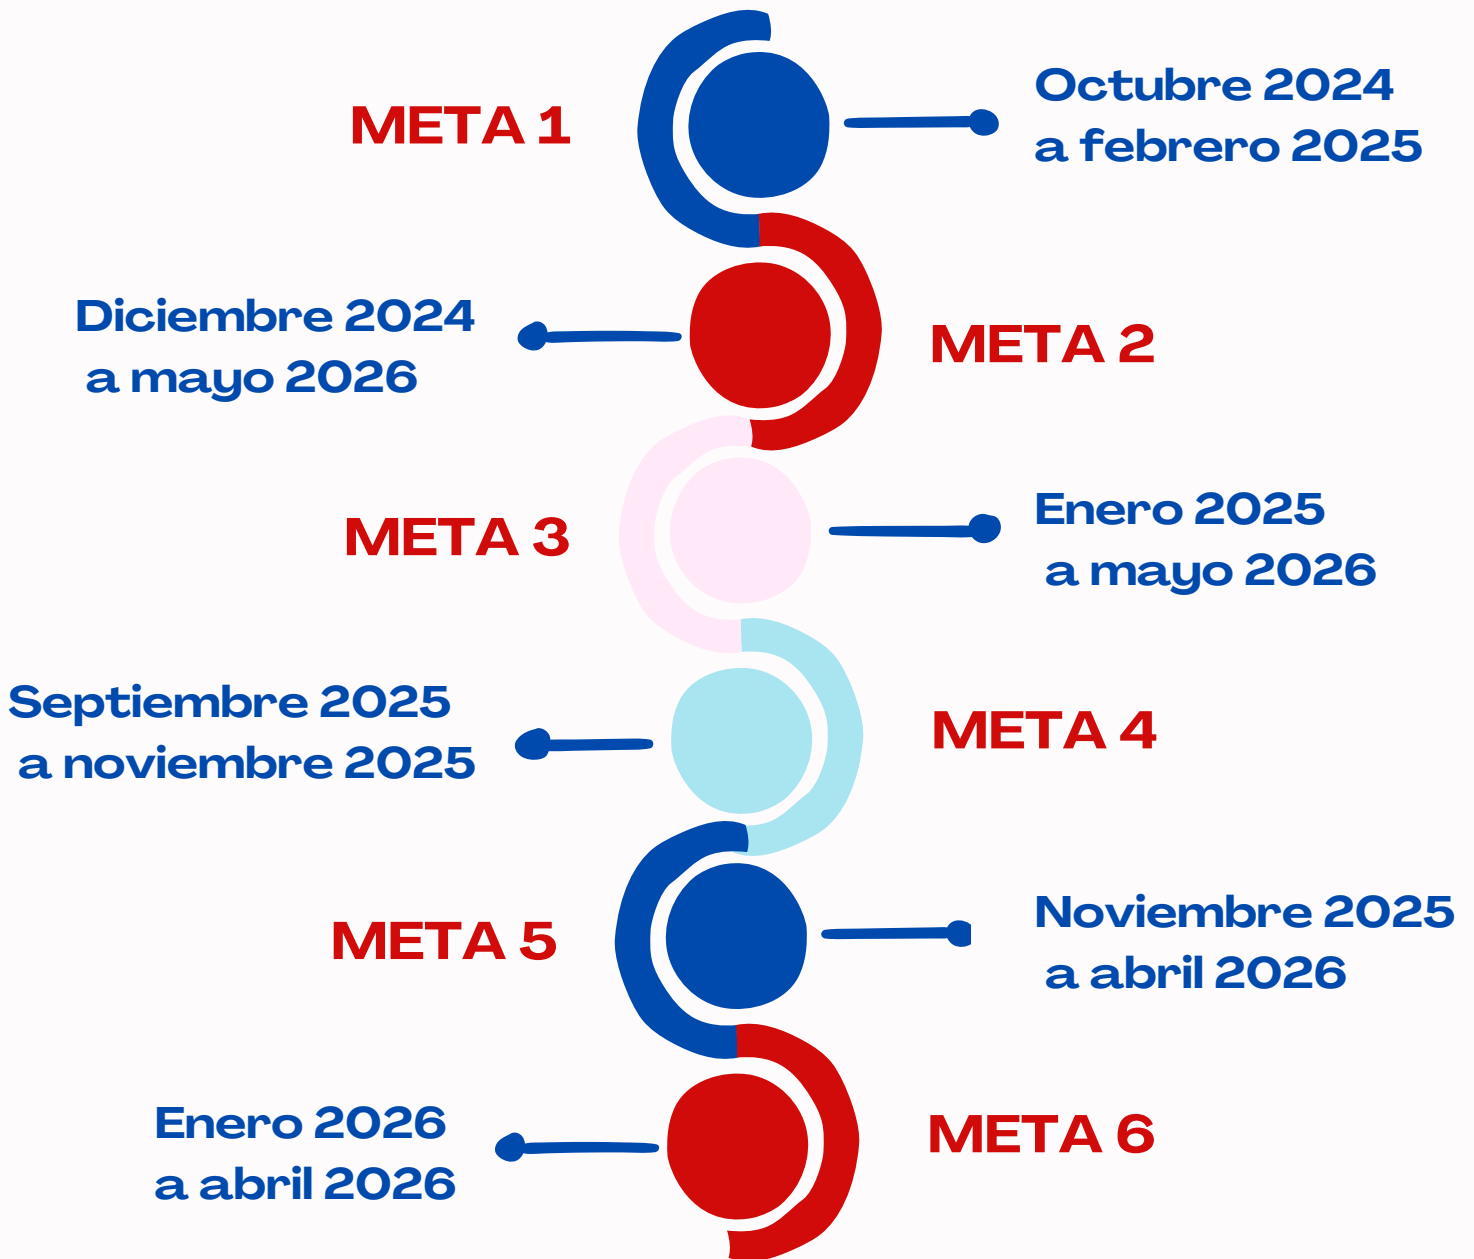 META 1
Octubre 2024
a febrero 2025
Diciembre 2024
a mayo 2026
META 2
META 3
Enero 2025
a mayo 2026
Septiembre 2025
a noviembre 2025
META 4
META 5
Noviembre 2025
a abril 2026
Enero 2026
a abril 2026
META 6